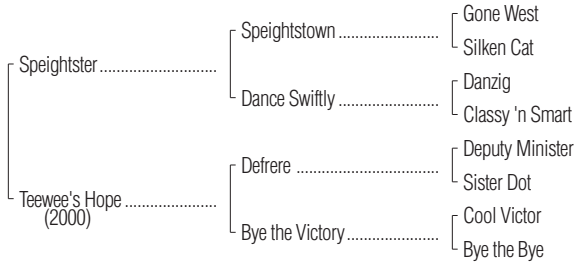 Gone West
Speightstown
Silken Cat
Speightster
Danzig
Dance Swiftly
Classy 'n Smart
Deputy Minister
Defrere
Sister Dot
Teewee's Hope
(2000)
Cool Victor
Bye the Victory
Bye the Bye